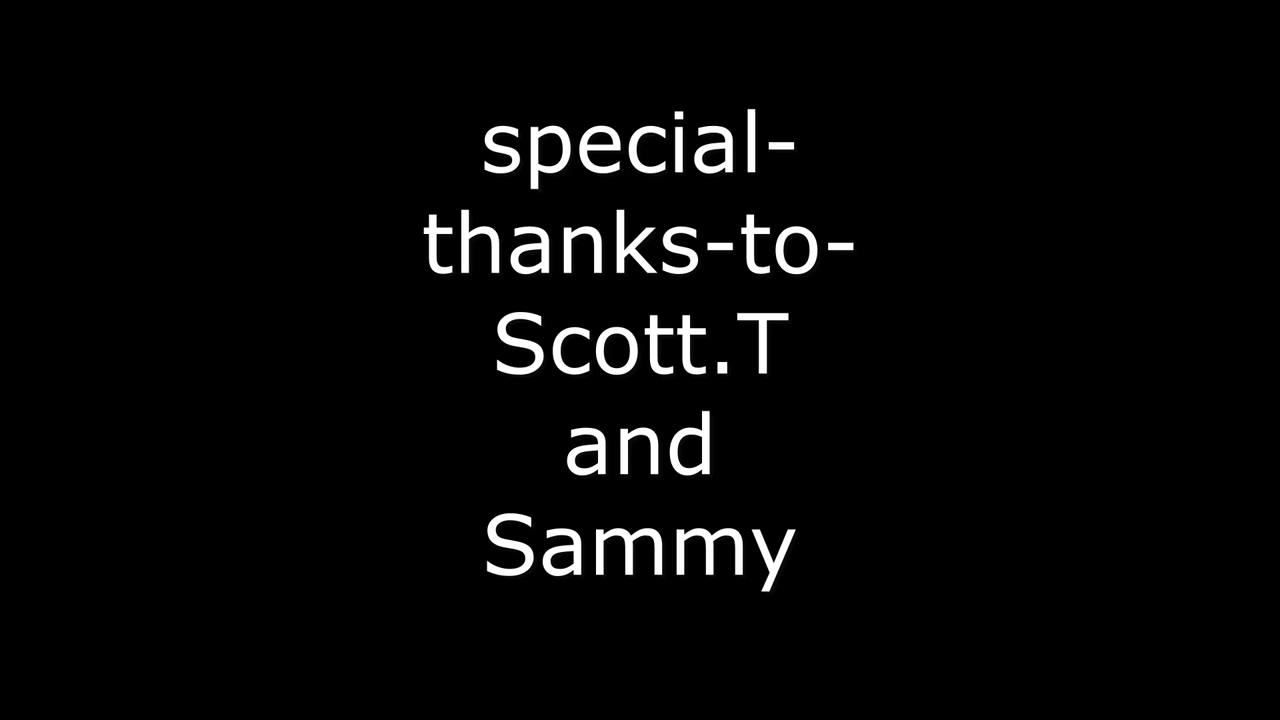 special-
thanks-to-
Scott.T
and
Sammy